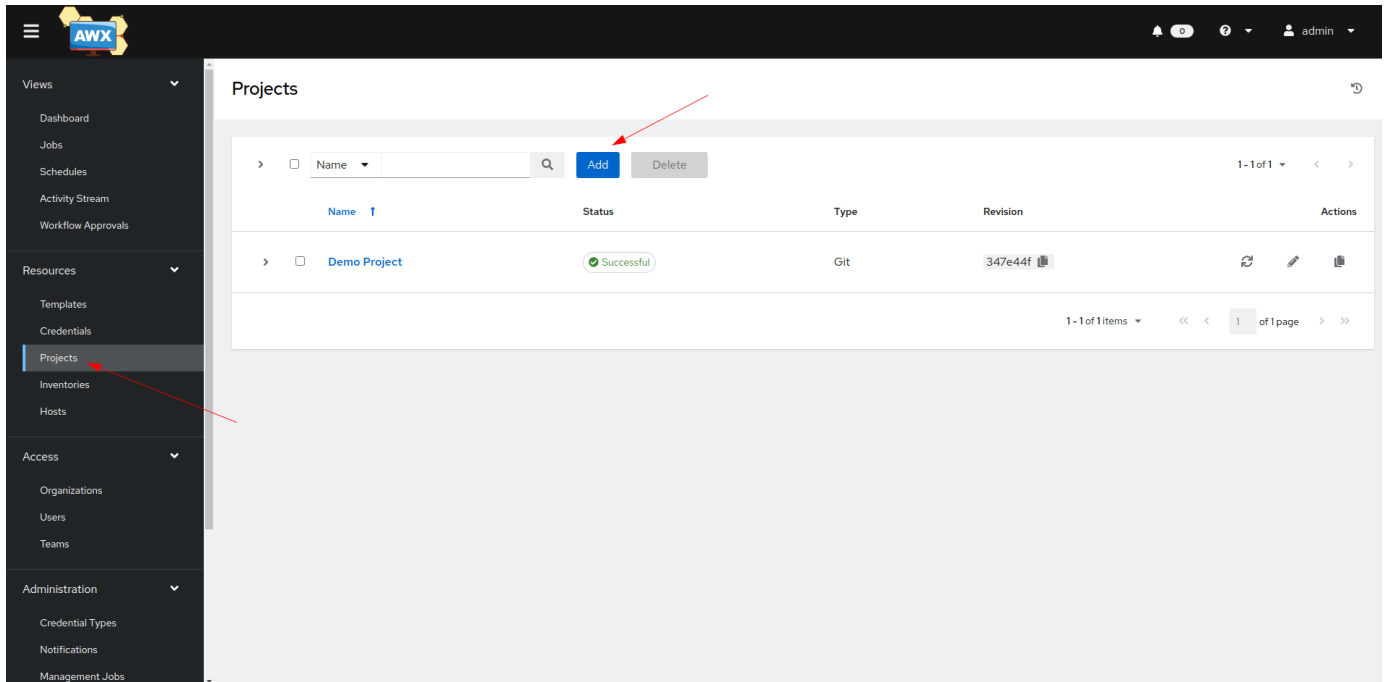 AWX
0
admin
Views
Dashboard
Jobs
Schedules
Activity Stream
Workflow Approvals
Resources
Templates
Credentials
Projects
Inventories
Hosts
Access
Organizations
Users
Teams
Administration
Credential Types
Notifications
Management Jobs
Projects
Name
Add
Delete
1 - 1 of 1
Name
Status
Type
Revision
Actions
Demo Project
Successful
Git
347e44f
1 - 1 of 1 items
1
of 1 page